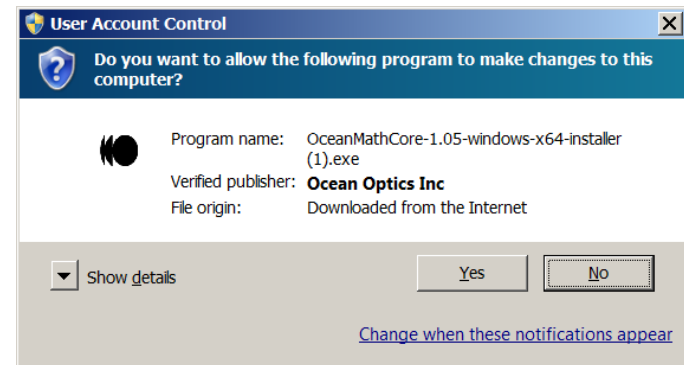 User Account Control
Do you want to allow the following program to make changes to this
computer?
Program name: OceanMathCore-1.05-windows-x64-installer
(1).exe
Verified publisher: Ocean Optics Inc
File origin: Downloaded from the Internet
Show details Yes No
Change when these notifications appear